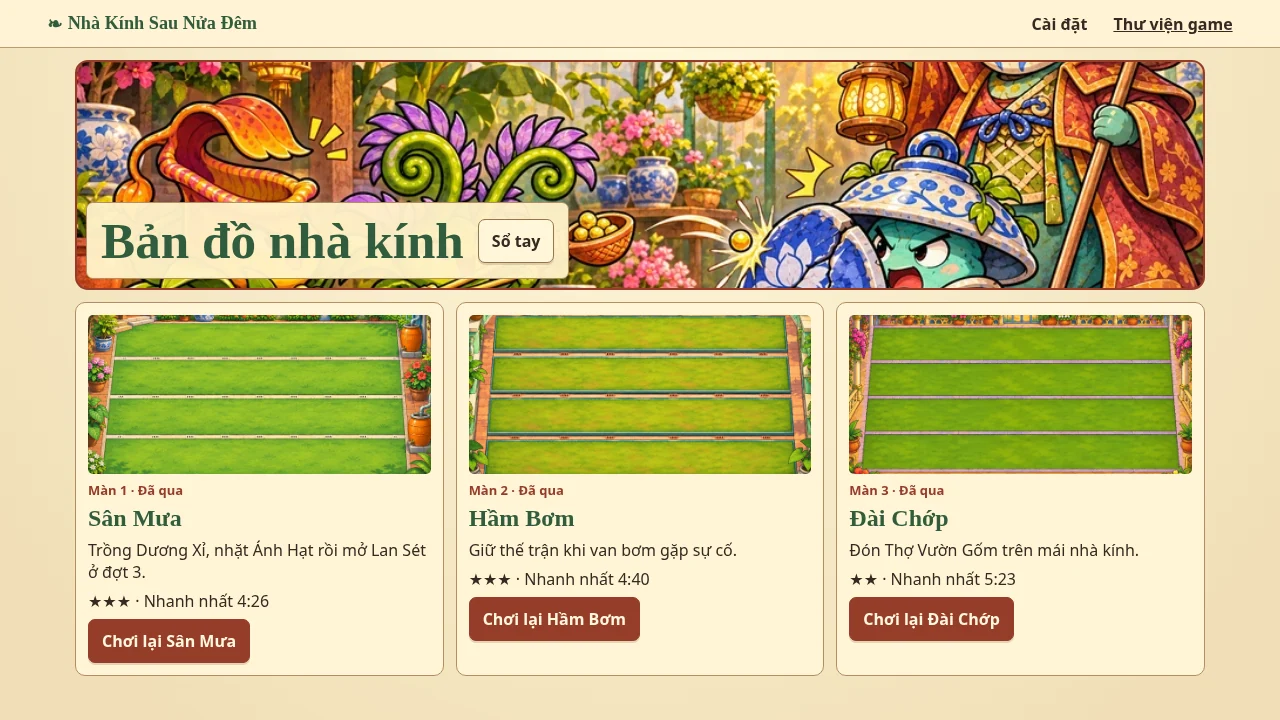 ❧ Nhà Kính Sau Nửa Đêm
Cài đặt
Thư viện game
Bản đồ nhà kính
Sổ tay
Màn 1 · Đã qua
Sân Mưa
Trồng Dương Xỉ, nhặt Ánh Hạt rồi mở Lan Sét
ở đợt 3.
★★★ · Nhanh nhất 4:26
Chơi lại Sân Mưa
Màn 2 · Đã qua
Hầm Bơm
Giữ thế trận khi van bơm gặp sự cố.
★★★ · Nhanh nhất 4:40
Chơi lại Hầm Bơm
Màn 3 · Đã qua
Đài Chớp
Đón Thợ Vườn Gốm trên mái nhà kính.
★★ · Nhanh nhất 5:23
Chơi lại Đài Chớp